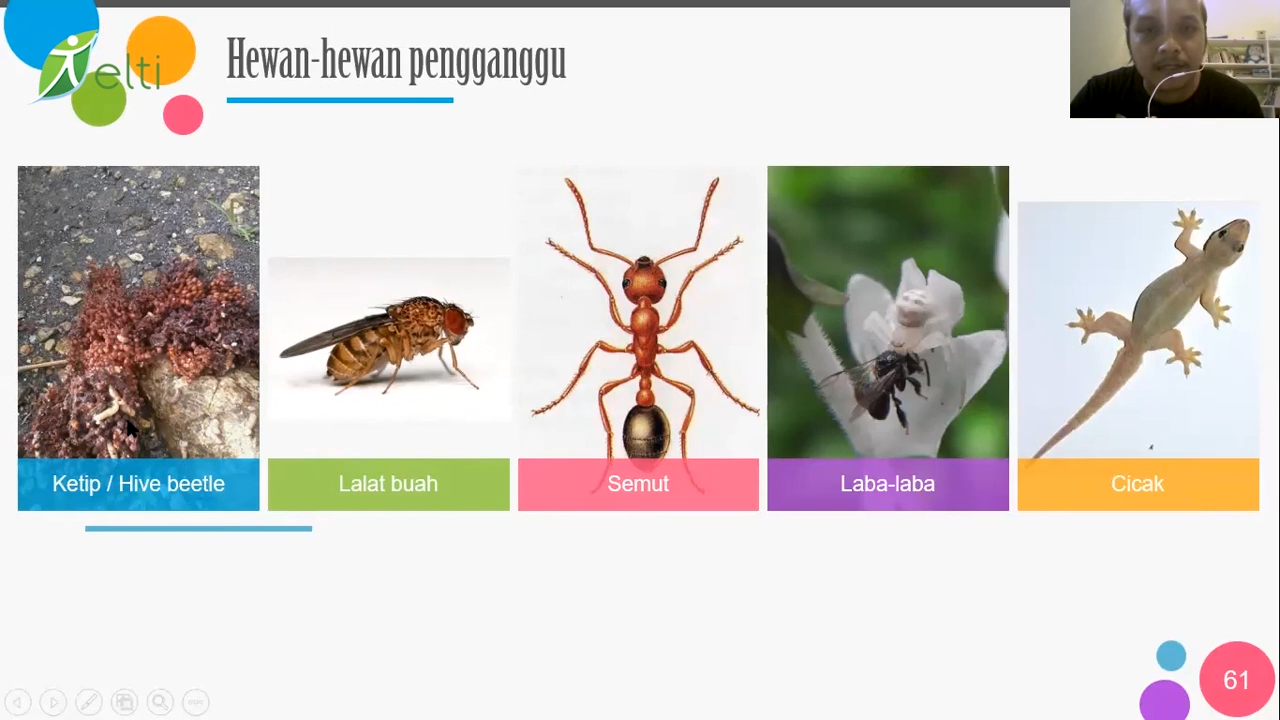 elti
Hewan-hewan pengganggu
Ketip / Hive beetle
Lalat buah
Semut
Laba-laba
Cicak
61